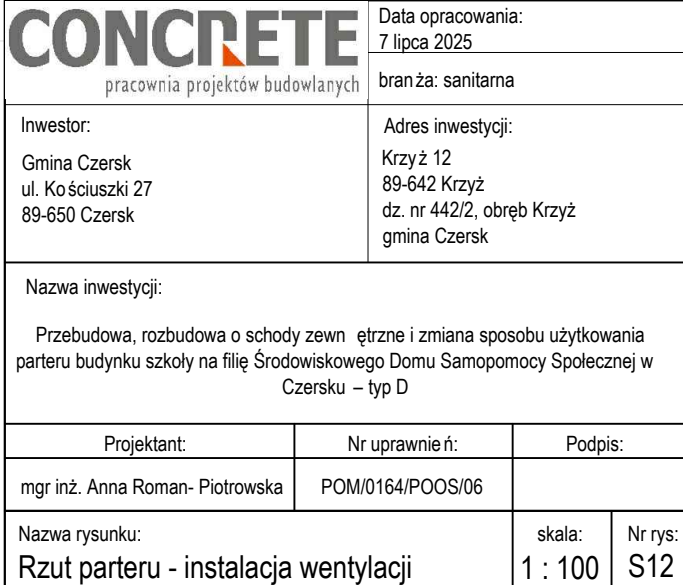 CONCRETE
pracownia projektów budowlanych
Data opracowania:
7 lipca 2025
branża: sanitarna
Inwestor:
Gmina Czersk
ul. Kościuszki 27
89-650 Czersk
Adres inwestycji:
Krzyż 12
89-642 Krzyż
dz. nr 442/2, obręb Krzyż
gmina Czersk
Nazwa inwestycji:
Przebudowa, rozbudowa o schody zewn ętrzne i zmiana sposobu użytkowania
parteru budynku szkoły na filię Środowiskowego Domu Samopomocy Społecznej w
Czersku – typ D
Projektant:
Nr uprawnień:
Podpis:
mgr inż. Anna Roman- Piotrowska
POM/0164/POOS/06
Nazwa rysunku:
Rzut parteru - instalacja wentylacji
skala:
1 : 100
Nr rys:
S12